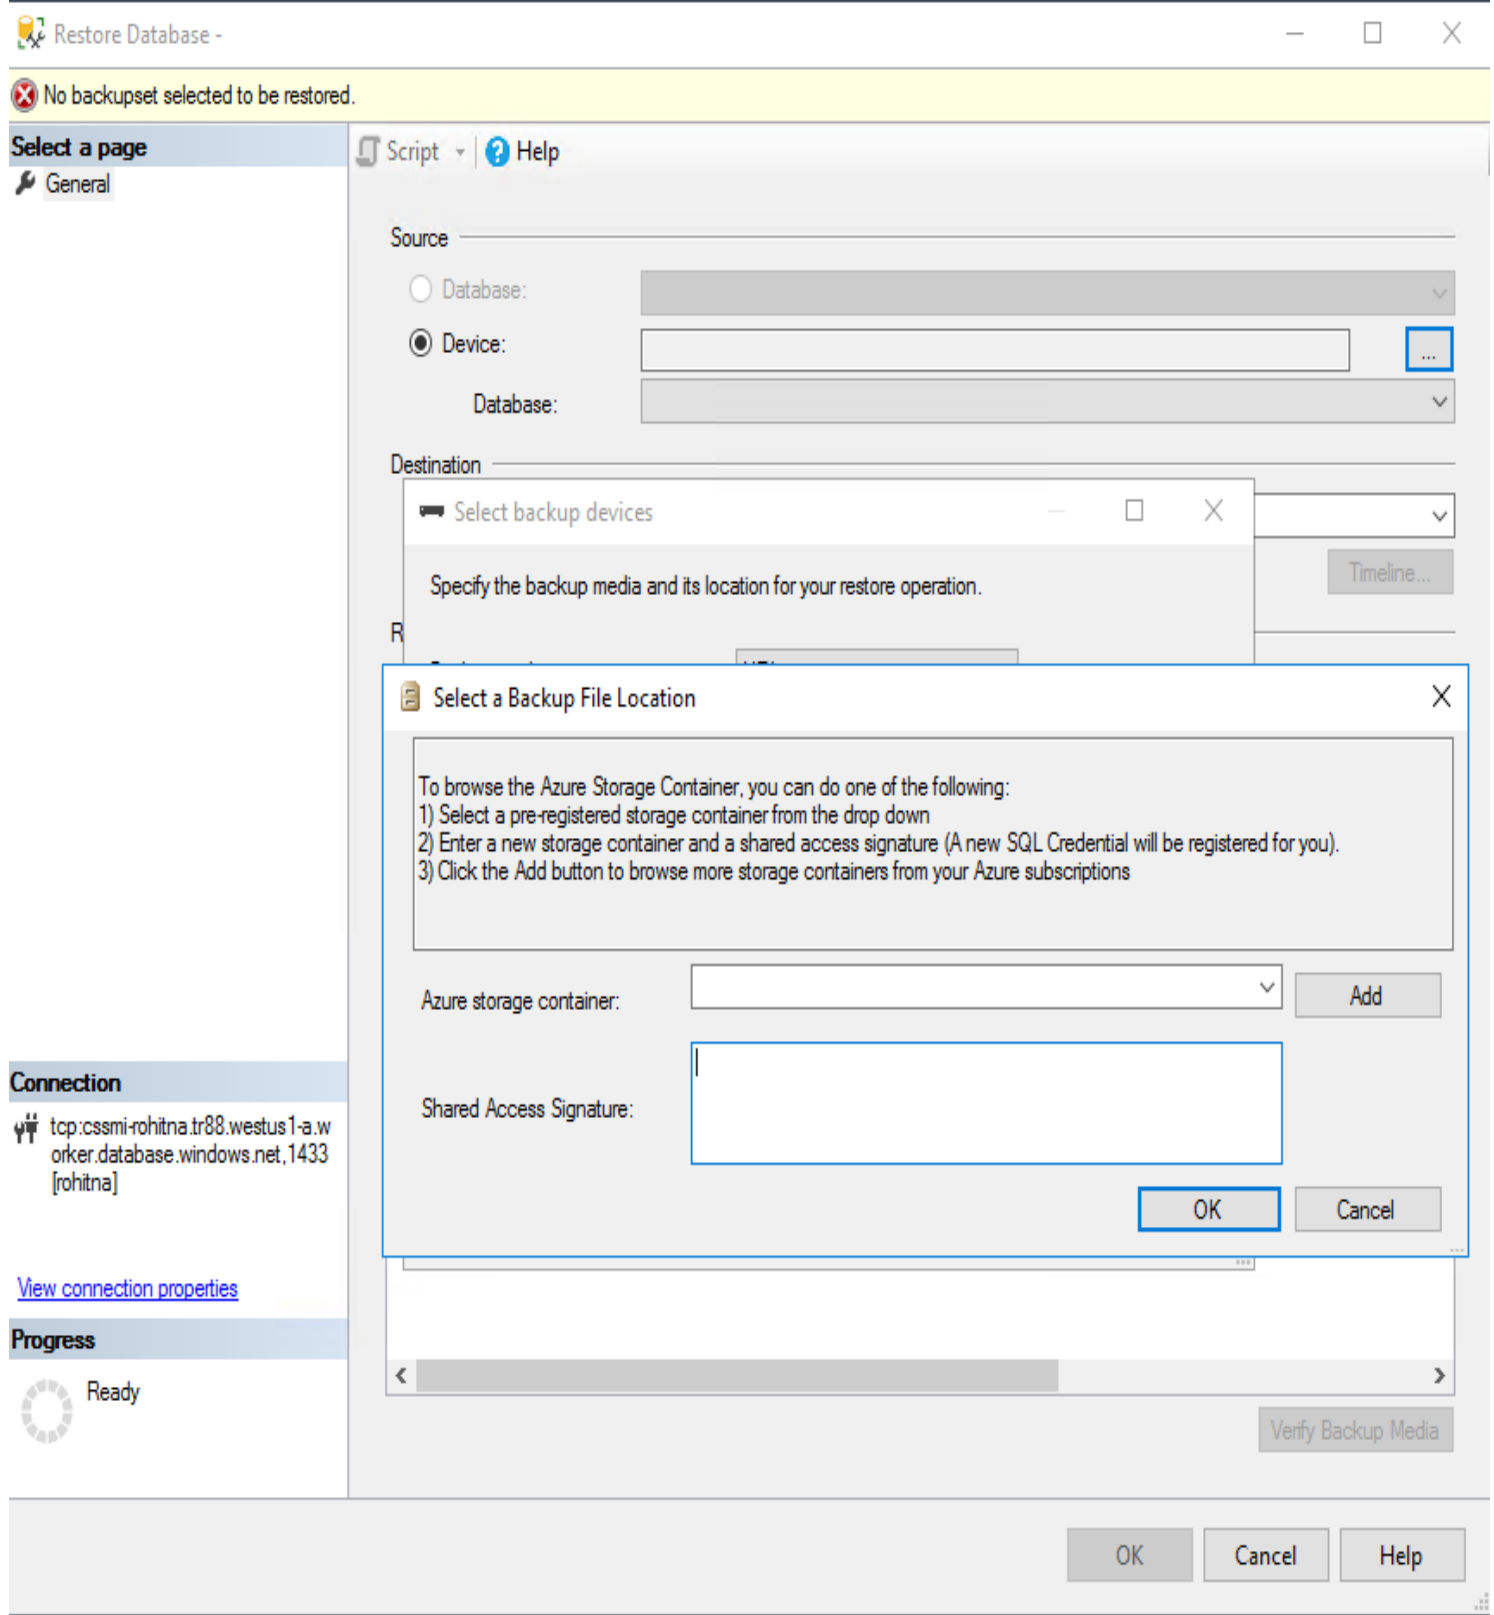 Restore Database -
No backupset selected to be restored.
Select a page
General
Script
Help
Source
Database:
Device:
...
Database:
Destination
Select backup devices
Timeline...
Specify the backup media and its location for your restore operation.
Select a Backup File Location
To browse the Azure Storage Container, you can do one of the following:
1) Select a pre-registered storage container from the drop down
2) Enter a new storage container and a shared access signature (A new SQL Credential will be registered for you).
3) Click the Add button to browse more storage containers from your Azure subscriptions
Azure storage container:
Add
Shared Access Signature:
OK
Cancel
Connection
tcp:cssmi-rohitna.tr88.westus1-a.w
orker.database.windows.net,1433
[rohitna]
View connection properties
Progress
Ready
Verify Backup Media
OK
Cancel
Help